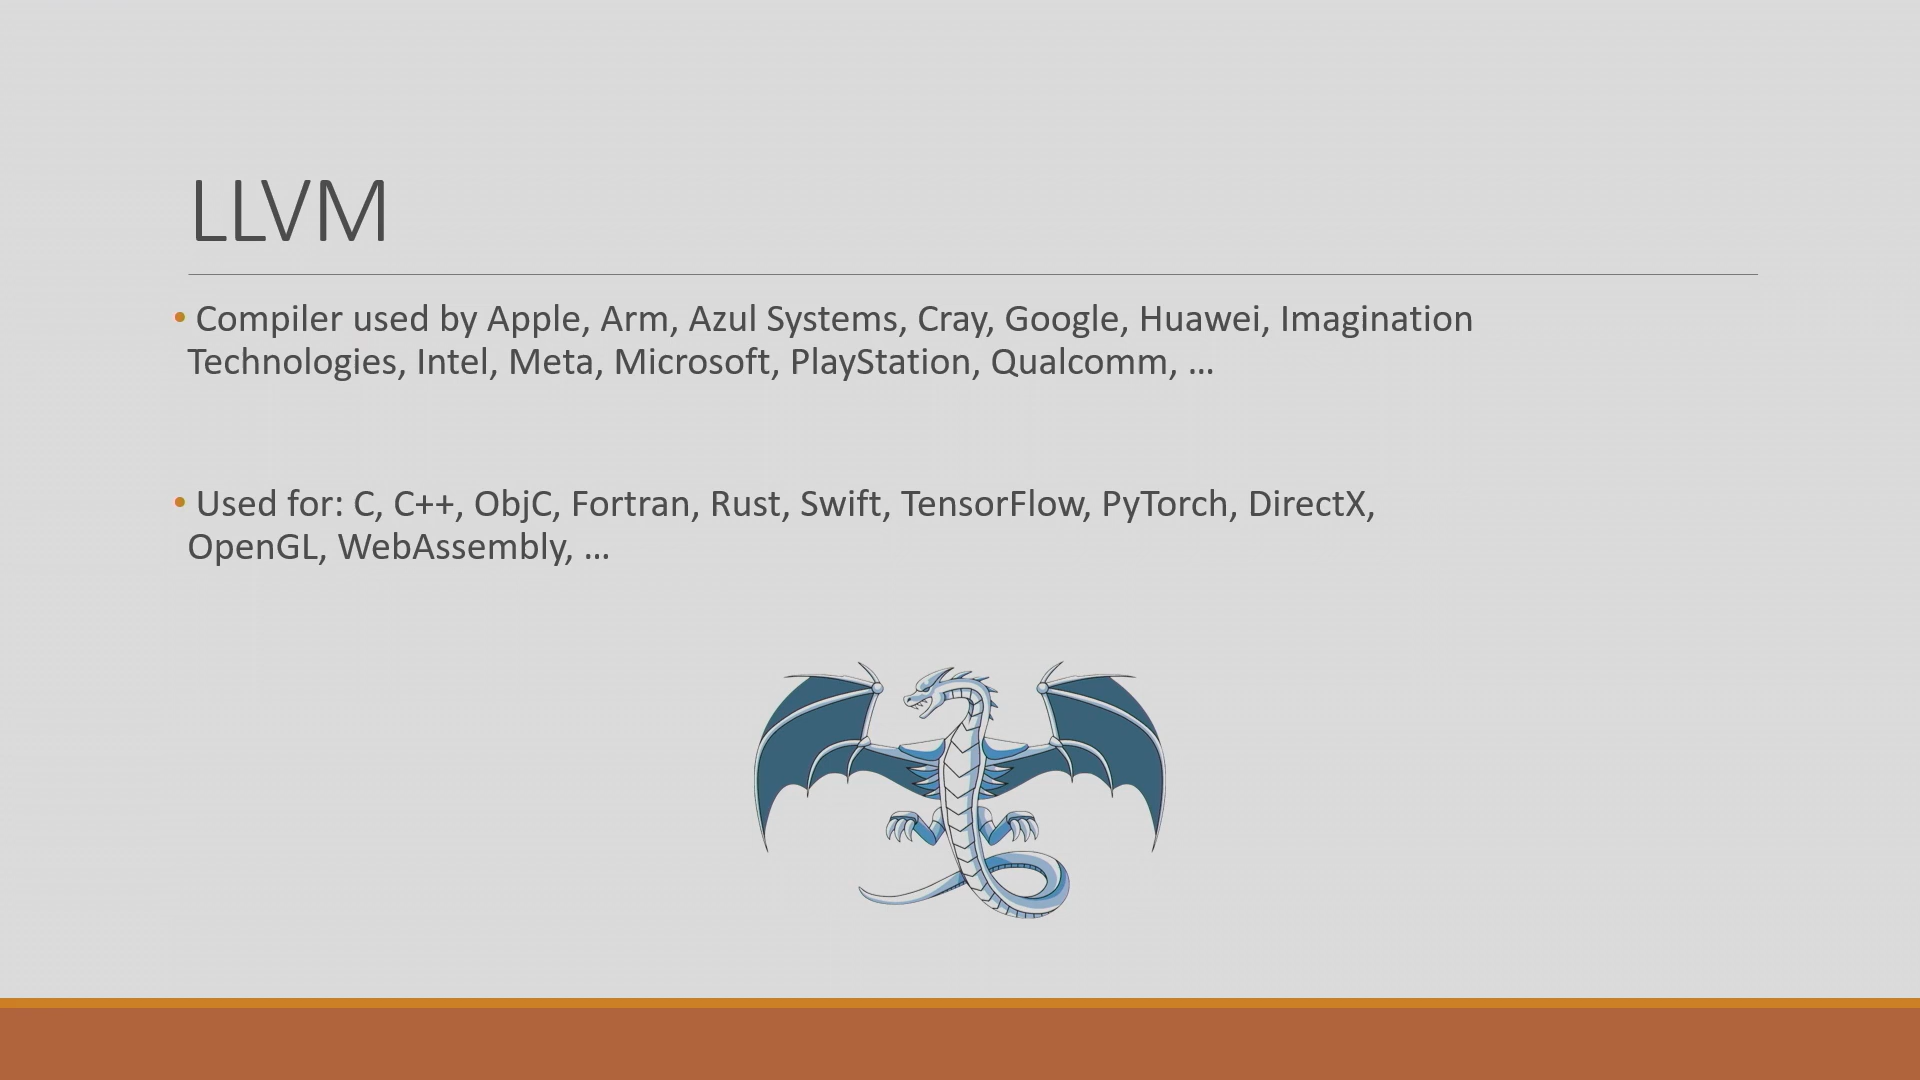 LLVM
• Compiler used by Apple, Arm, Azul Systems, Cray, Google, Huawei, Imagination
Technologies, Intel, Meta, Microsoft, PlayStation, Qualcomm, …
• Used for: C, C++, ObjC, Fortran, Rust, Swift, TensorFlow, PyTorch, DirectX,
OpenGL, WebAssembly, …